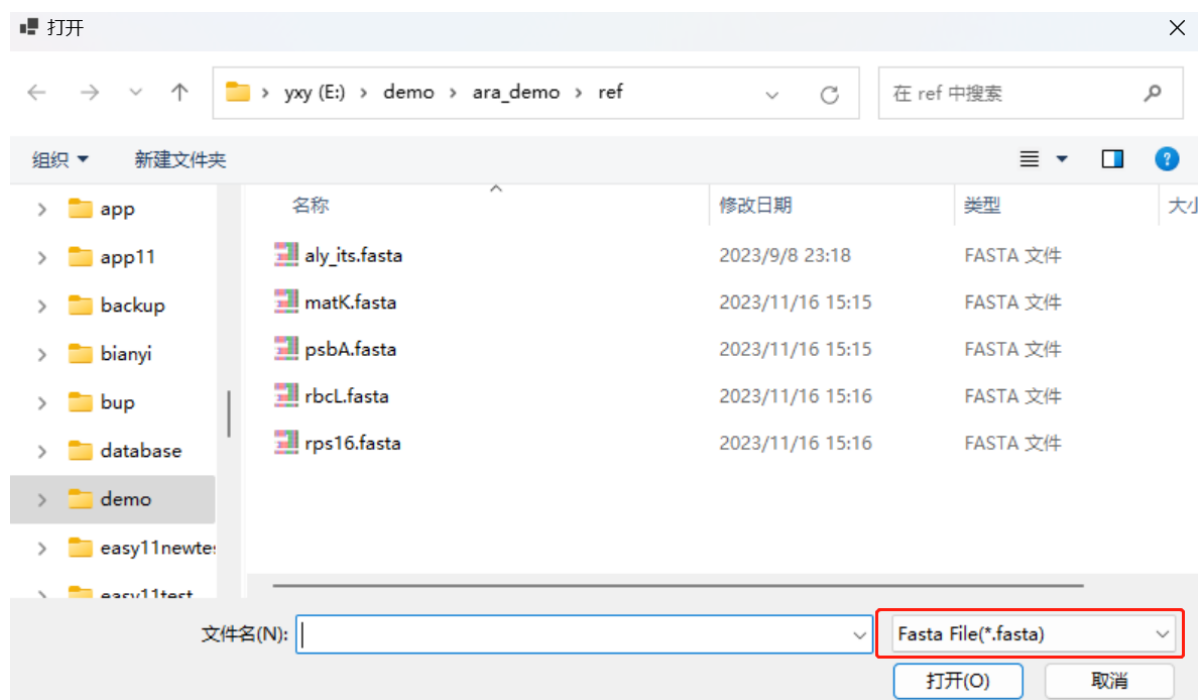 打开
yxy (E:) › demo › ara_demo › ref
在 ref 中搜索
组织 新建文件夹
名称 修改日期 类型
app
app11
backup
bianyi
bup
database
demo
easy11newte
easy11test
aly_its.fasta 2023/9/8 23:18 FASTA 文件
matK.fasta 2023/11/16 15:15 FASTA 文件
psbA.fasta 2023/11/16 15:15 FASTA 文件
rbcL.fasta 2023/11/16 15:16 FASTA 文件
rps16.fasta 2023/11/16 15:16 FASTA 文件
文件名(N): Fasta File(*.fasta)
打开(O) 取消